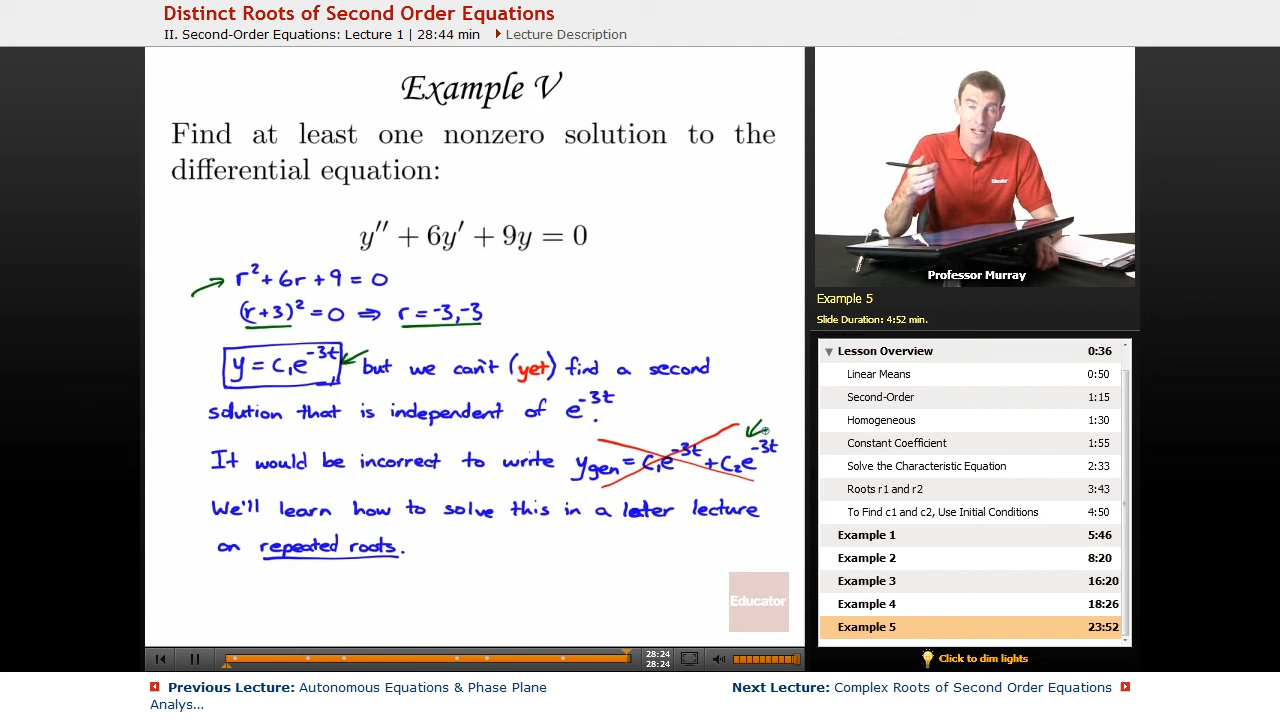 Distinct Roots of Second Order Equations
II. Second-Order Equations: Lecture 1 | 28:44 min Lecture Description
Example V
Find at least one nonzero solution to the
differential equation:
y'' + 6y' + 9y = 0
r² + 6r + 9 = 0
(r + 3)² = 0 ⇒ r = -3, -3
y = c₁e^-3t but we can't (yet) find a second
solution that is independent of e^-3t.
It would be incorrect to write y_gen = c₁e^-3t + c₂e^-3t
We'll learn how to solve this in a later lecture
on repeated roots.
Educator
Educator
Professor Murray
Example 5
Slide Duration: 4:52 min.
Lesson Overview 0:36
Linear Means 0:50
Second-Order 1:15
Homogeneous 1:30
Constant Coefficient 1:55
Solve the Characteristic Equation 2:33
Roots r1 and r2 3:43
To Find c1 and c2, Use Initial Conditions 4:50
Example 1 5:46
Example 2 8:20
Example 3 16:20
Example 4 18:26
Example 5 23:52
28:24
28:24
Click to dim lights
Previous Lecture: Autonomous Equations & Phase Plane
Analys...
Next Lecture: Complex Roots of Second Order Equations